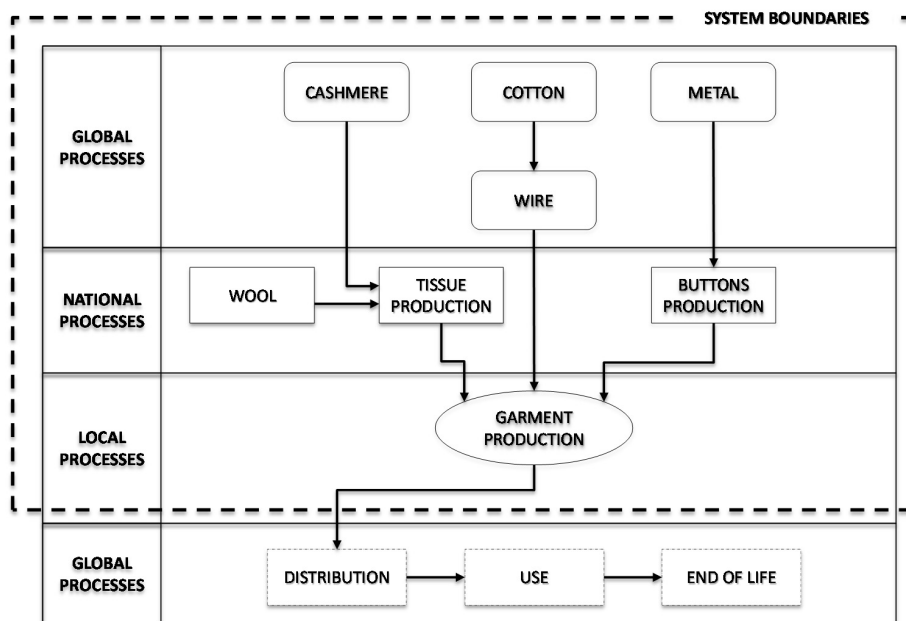 SYSTEM BOUNDARIES
GLOBAL
PROCESSES
CASHMERE
COTTON
METAL
WIRE
NATIONAL
PROCESSES
WOOL
TISSUE
PRODUCTION
BUTTONS
PRODUCTION
LOCAL
PROCESSES
GARMENT
PRODUCTION
GLOBAL
PROCESSES
DISTRIBUTION
USE
END OF LIFE